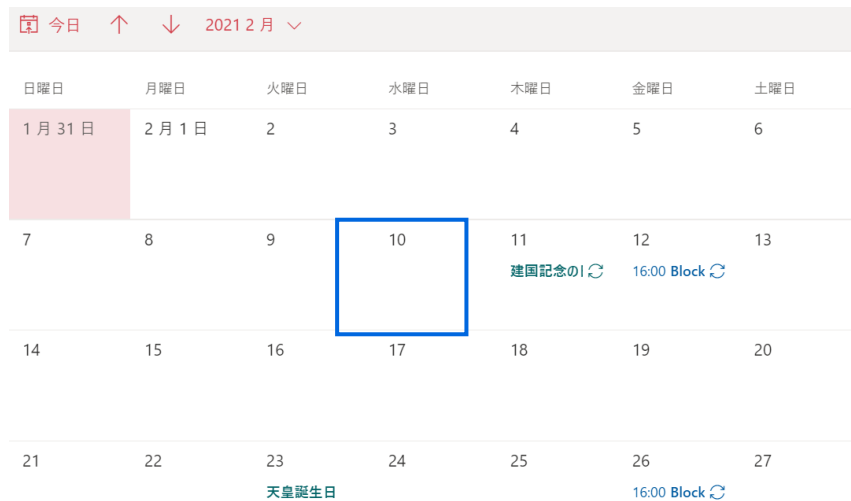 今日 2021 2 月
日曜日 月曜日 火曜日 水曜日 木曜日 金曜日 土曜日
1 月 31 日 2 月 1 日 2 3 4 5 6
7 8 9 10 11 12 13
建国記念の 16:00 Block
14 15 16 17 18 19 20
21 22 23 24 25 26 27
天皇誕生日 16:00 Block